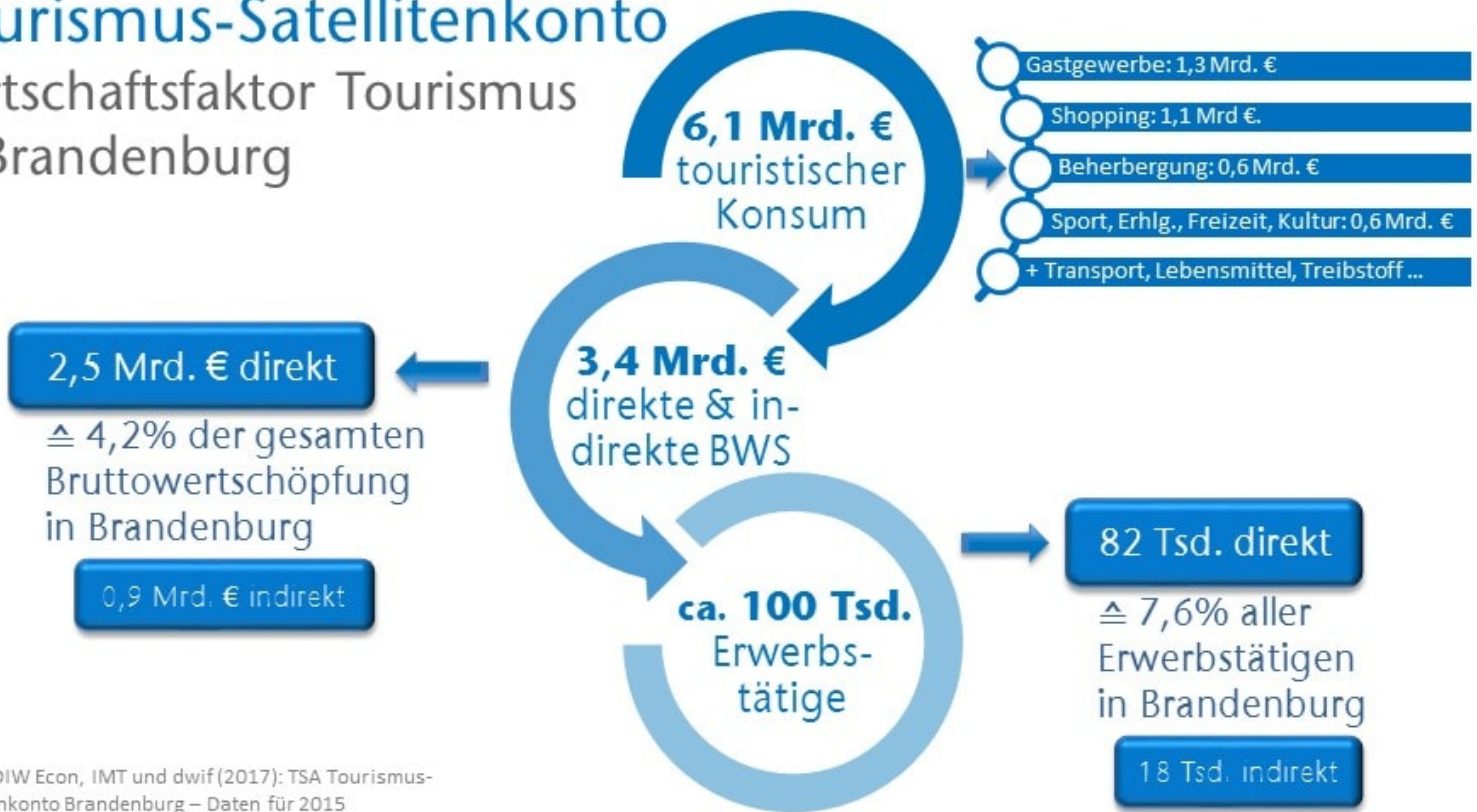 urismus-Satellitenkonto
rtschaftsfaktor Tourismus
Brandenburg
6,1 Mrd. €
touristischer
Konsum
Gastgewerbe: 1,3 Mrd. €
Shopping: 1,1 Mrd €.
Beherbergung: 0,6 Mrd. €
Sport, Erhlg., Freizeit, Kultur: 0,6 Mrd. €
+ Transport, Lebensmittel, Treibstoff ...
3,4 Mrd. €
direkte & in-
direkte BWS
2,5 Mrd. € direkt
≙ 4,2% der gesamten
Bruttowertschöpfung
in Brandenburg
0,9 Mrd. € indirekt
ca. 100 Tsd.
Erwerbs-
tätige
82 Tsd. direkt
≙ 7,6% aller
Erwerbstätigen
in Brandenburg
18 Tsd. indirekt
DIW Econ, IMT und dwif (2017): TSA Tourismus-
nkonto Brandenburg – Daten für 2015